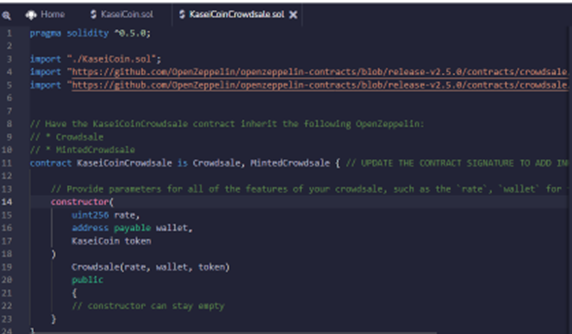 Home KaseiCoin.sol KaseiCoinCrowdsale.sol
1 pragma solidity ^0.5.0;
2
3 import "./KaseiCoin.sol";
4 import "https://github.com/OpenZeppelin/openzeppelin-contracts/blob/release-v2.5.0/contracts/crowdsale
5 import "https://github.com/OpenZeppelin/openzeppelin-contracts/blob/release-v2.5.0/contracts/crowdsale
6
7
8 // Have the KaseiCoinCrowdsale contract inherit the following OpenZeppelin:
9 // * Crowdsale
10 // * MintedCrowdsale
11 contract KaseiCoinCrowdsale is Crowdsale, MintedCrowdsale { // UPDATE THE CONTRACT SIGNATURE TO ADD IN
12
13 // Provide parameters for all of the features of your crowdsale, such as the `rate`, `wallet` for
14 constructor(
15 uint256 rate,
16 address payable wallet,
17 KaseiCoin token
18 )
19 Crowdsale(rate, wallet, token)
20 public
21 {
22 // constructor can stay empty
23 }
24 }